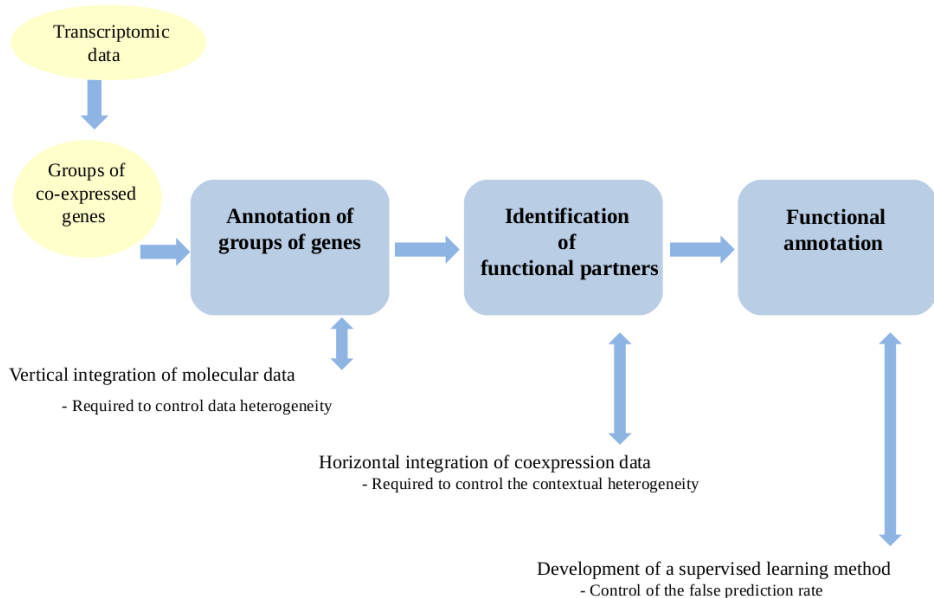 Transcriptomic
data
Groups of
co-expressed
genes
Annotation of
groups of genes
Identification
of
functional partners
Functional
annotation
Vertical integration of molecular data
- Required to control data heterogeneity
Horizontal integration of coexpression data
- Required to control the contextual heterogeneity
Development of a supervised learning method
- Control of the false prediction rate